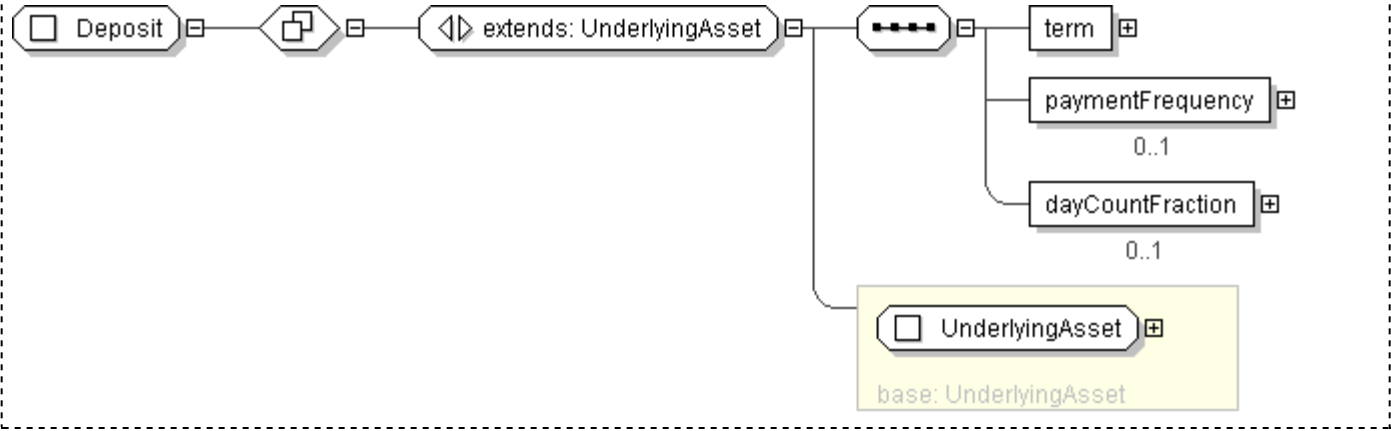 Deposit
extends: UnderlyingAsset
term
paymentFrequency
0..1
dayCountFraction
0..1
UnderlyingAsset
base: UnderlyingAsset